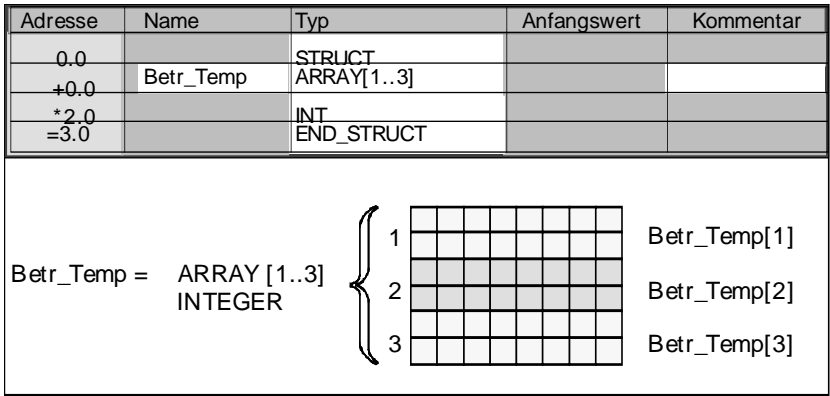 Adresse Name Typ Anfangswert Kommentar
0.0 STRUCT
+0.0 Betr_Temp ARRAY[1..3]
*2.0 INT
=3.0 END_STRUCT
1 Betr_Temp[1]
Betr_Temp = ARRAY [1..3]
INTEGER
2 Betr_Temp[2]
3 Betr_Temp[3]